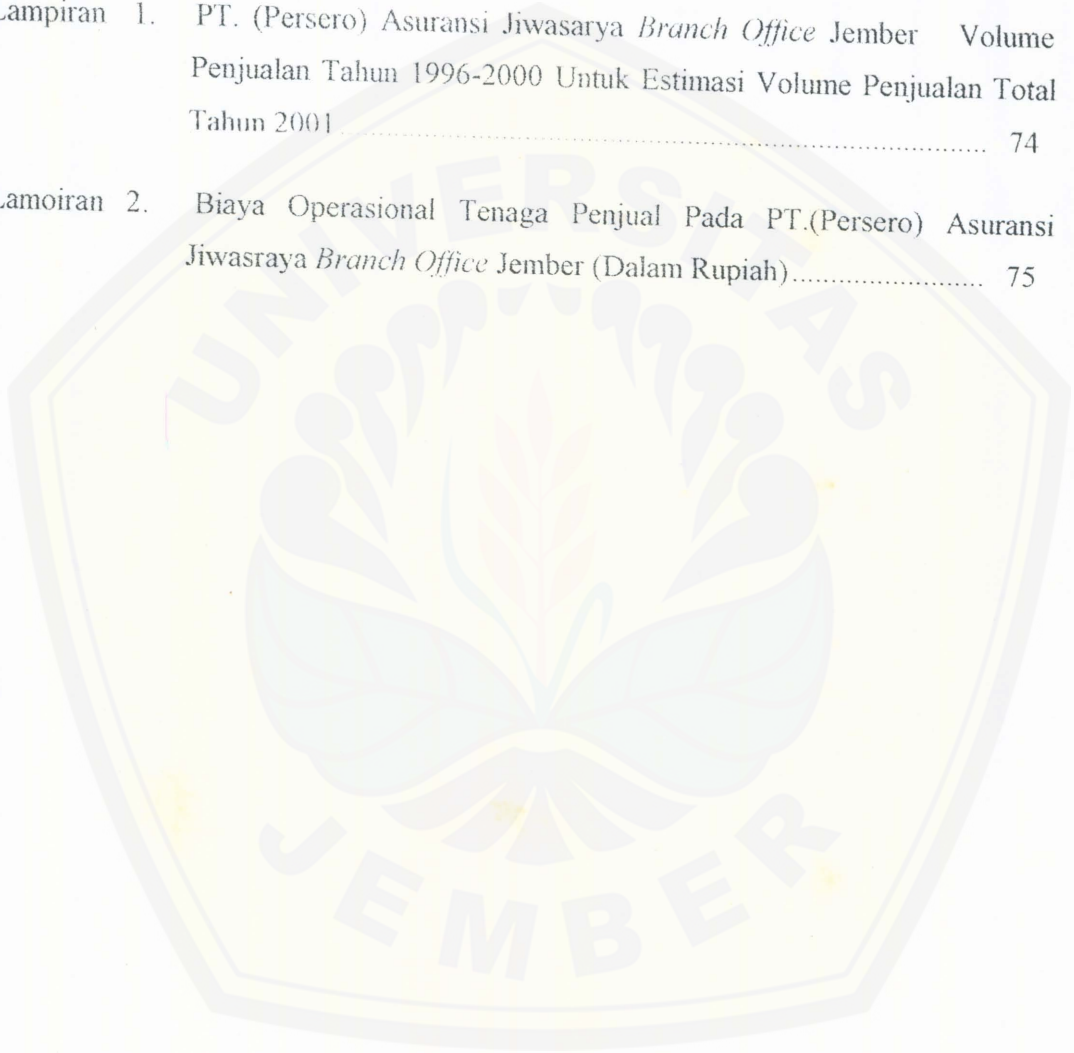 Lampiran 1. PT. (Persero) Asuransi Jiwasarya Branch Office Jember Volume
Penjualan Tahun 1996-2000 Untuk Estimasi Volume Penjualan Total
Tahun 2001 ........................................................................ 74
Lamoiran 2. Biaya Operasional Tenaga Penjual Pada PT.(Persero) Asuransi
Jiwasraya Branch Office Jember (Dalam Rupiah)........................ 75
UNIVERSITAS
JEMBER